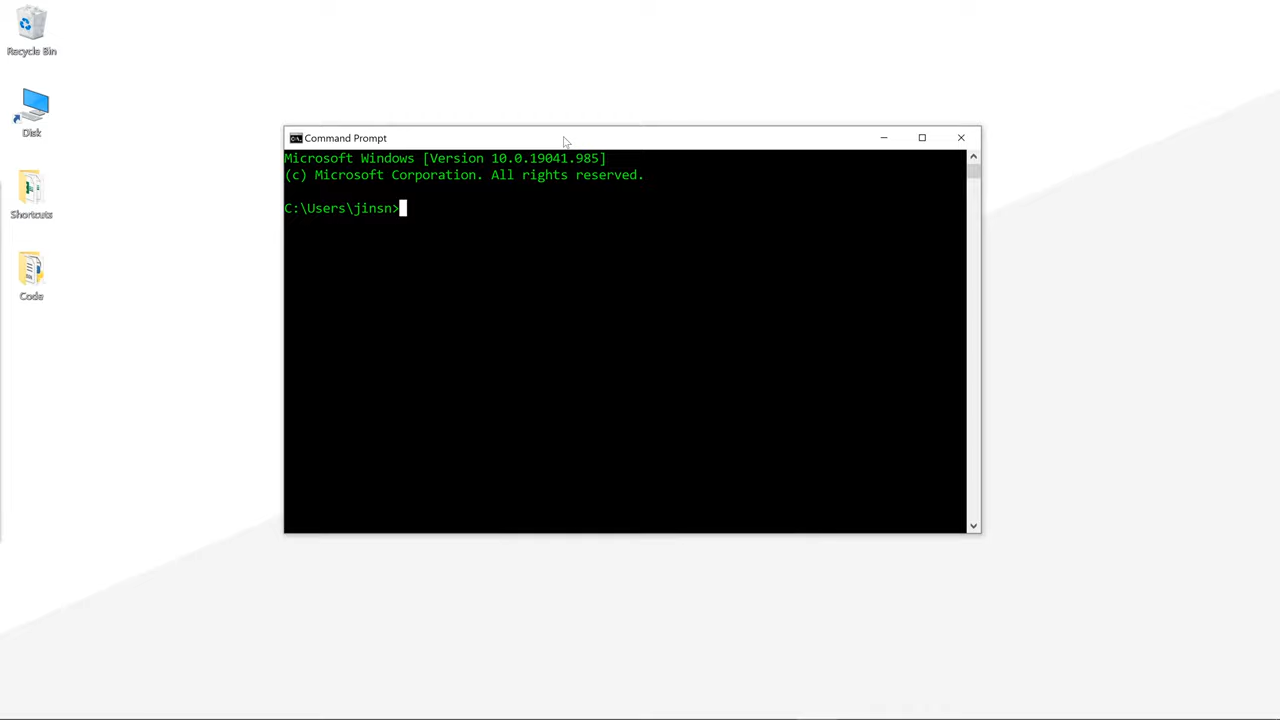 Recycle Bin
Disk
Shortcuts
Code
Command Prompt
Microsoft Windows [Version 10.0.19041.985]
(c) Microsoft Corporation. All rights reserved.
C:\Users\jinsn>